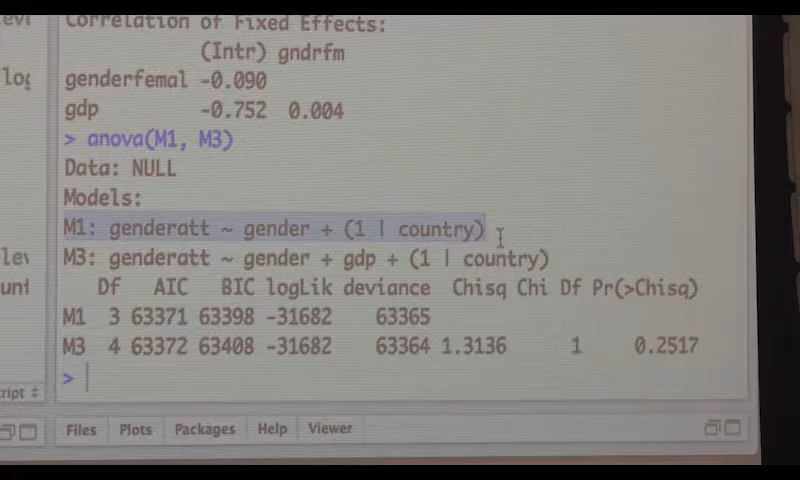 Correlation of Fixed Effects:
(Intr) gndrfm
genderfemal -0.090
gdp -0.752 0.004
> anova(M1, M3)
Data: NULL
Models:
M1: genderatt ~ gender + (1 | country)
M3: genderatt ~ gender + gdp + (1 | country)
Df AIC BIC logLik deviance Chisq Chi Df Pr(>Chisq)
M1 3 63371 63398 -31682 63365
M3 4 63372 63408 -31682 63364 1.3136 1 0.2517
>
Files Plots Packages Help Viewer